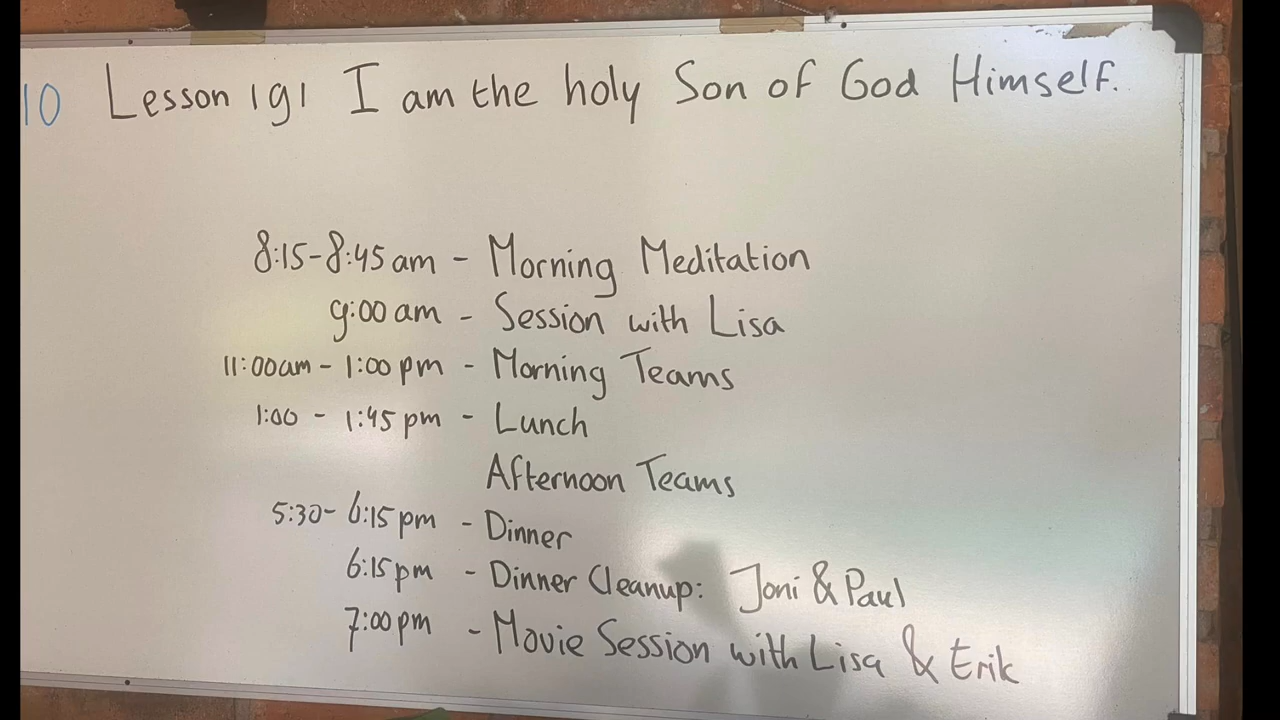 10 Lesson 191 I am the holy Son of God Himself.
8:15-8:45 am - Morning Meditation
9:00 am - Session with Lisa
11:00am - 1:00 pm - Morning Teams
1:00 - 1:45 pm - Lunch
Afternoon Teams
5:30- 6:15 pm - Dinner
6:15 pm - Dinner Cleanup: Joni & Paul
7:00 pm - Movie Session with Lisa & Erik